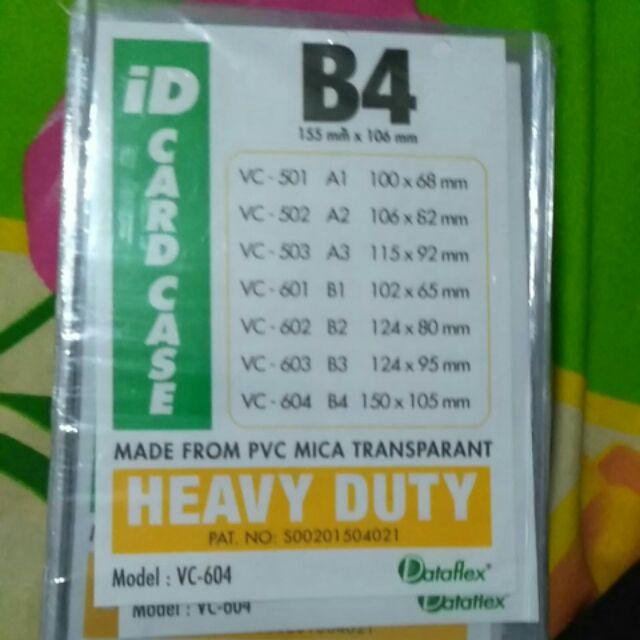 iD CARD CASE
B4
155 mm x 106 mm
VC - 501 A1 100 x 68 mm
VC - 502 A2 106 x 82 mm
VC - 503 A3 115 x 92 mm
VC - 601 B1 102 x 65 mm
VC - 602 B2 124 x 80 mm
VC - 603 B3 124 x 95 mm
VC - 604 B4 150 x 105 mm
MADE FROM PVC MICA TRANSPARANT
HEAVY DUTY
PAT. NO: S00201504021
Model : VC-604 Dataflex®
Model : VC-604 Dataflex
S00201504021